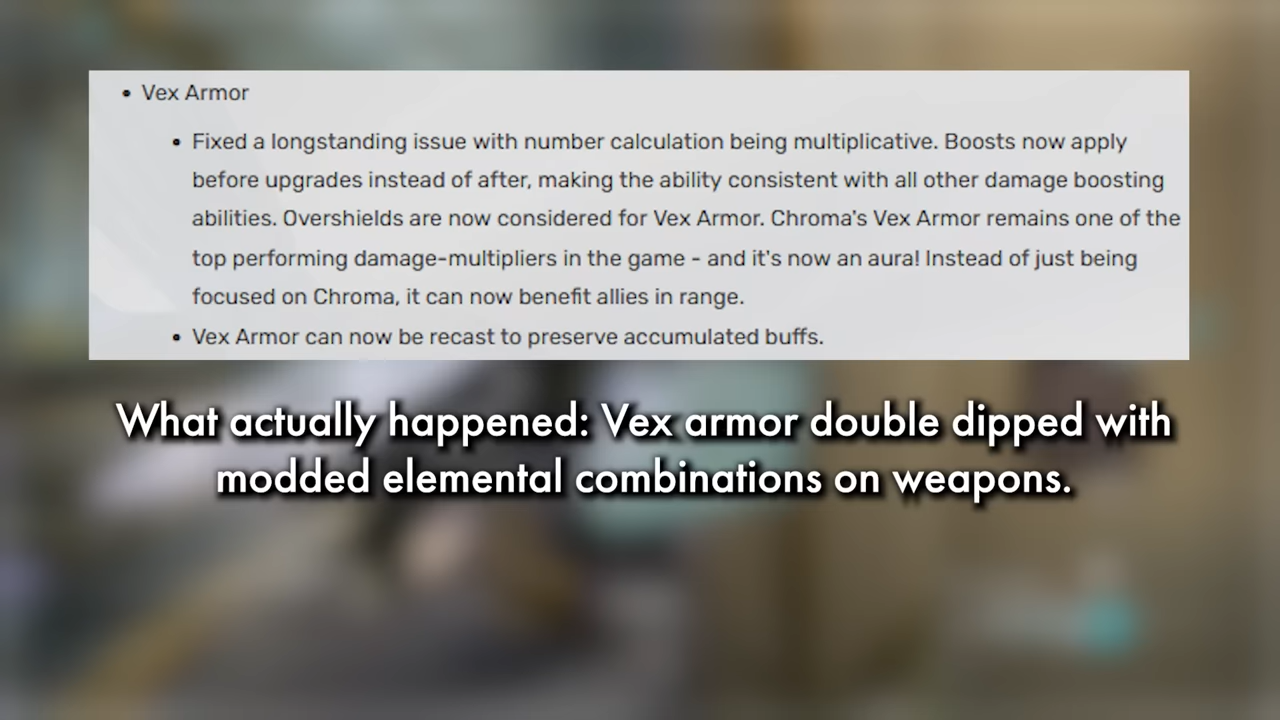 • Vex Armor
• Fixed a longstanding issue with number calculation being multiplicative. Boosts now apply
before upgrades instead of after, making the ability consistent with all other damage boosting
abilities. Overshields are now considered for Vex Armor. Chroma's Vex Armor remains one of the
top performing damage-multipliers in the game - and it's now an aura! Instead of just being
focused on Chroma, it can now benefit allies in range.
• Vex Armor can now be recast to preserve accumulated buffs.
What actually happened: Vex armor double dipped with
modded elemental combinations on weapons.